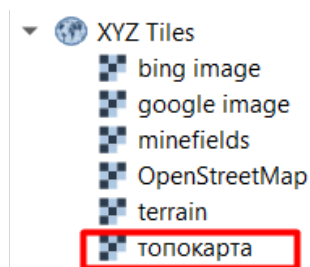 XYZ Tiles
bing image
google image
minefields
OpenStreetMap
terrain
топокарта